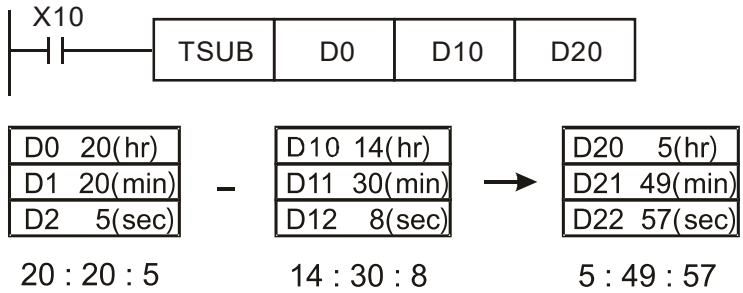 X10
TSUB D0 D10 D20
D0 20(hr) D10 14(hr) D20 5(hr)
D1 20(min) - D11 30(min) D21 49(min)
D2 5(sec) D12 8(sec) D22 57(sec)
20 : 20 : 5 14 : 30 : 8 5 : 49 : 57